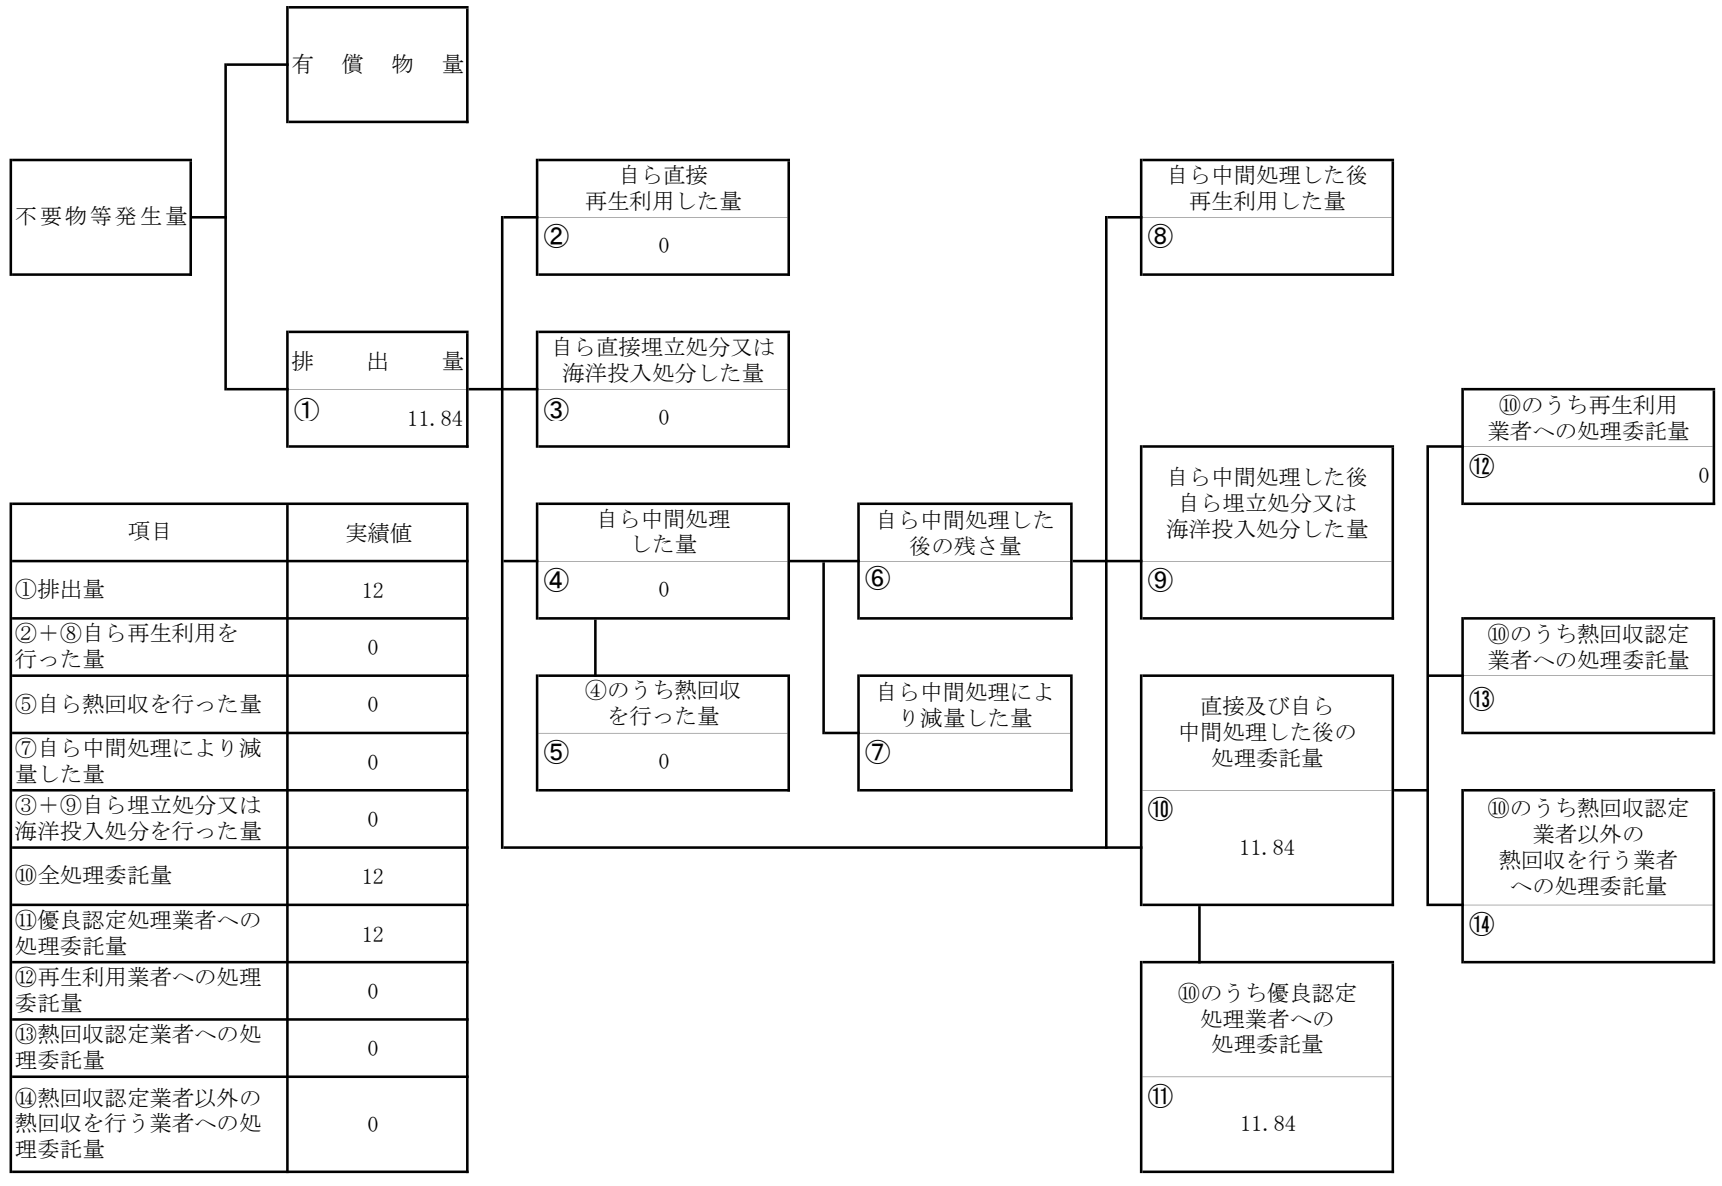 有償物量
不要物等発生量
排出量
①
11.84
自ら直接
再生利用した量
②
0
自ら直接埋立処分又は
海洋投入処分した量
③
0
自ら中間処理
した量
④
0
④のうち熱回収
を行った量
⑤
0
自ら中間処理した
後の残さ量
⑥
自ら中間処理によ
り減量した量
⑦
自ら中間処理した後
再生利用した量
⑧
自ら中間処理した後
自ら埋立処分又は
海洋投入処分した量
⑨
直接及び自ら
中間処理した後の
処理委託量
⑩
11.84
⑩のうち優良認定
処理業者への
処理委託量
⑪
11.84
⑩のうち再生利用
業者への処理委託量
⑫
0
⑩のうち熱回収認定
業者への処理委託量
⑬
⑩のうち熱回収認定
業者以外の
熱回収を行う業者
への処理委託量
⑭
項目 実績値
①排出量 12
②＋⑧自ら再生利用を
行った量 0
⑤自ら熱回収を行った量 0
⑦自ら中間処理により減
量した量 0
③＋⑨自ら埋立処分又は
海洋投入処分を行った量 0
⑩全処理委託量 12
⑪優良認定処理業者への
処理委託量 12
⑫再生利用業者への処理
委託量 0
⑬熱回収認定業者への処
理委託量 0
⑭熱回収認定業者以外の
熱回収を行う業者への処
理委託量 0